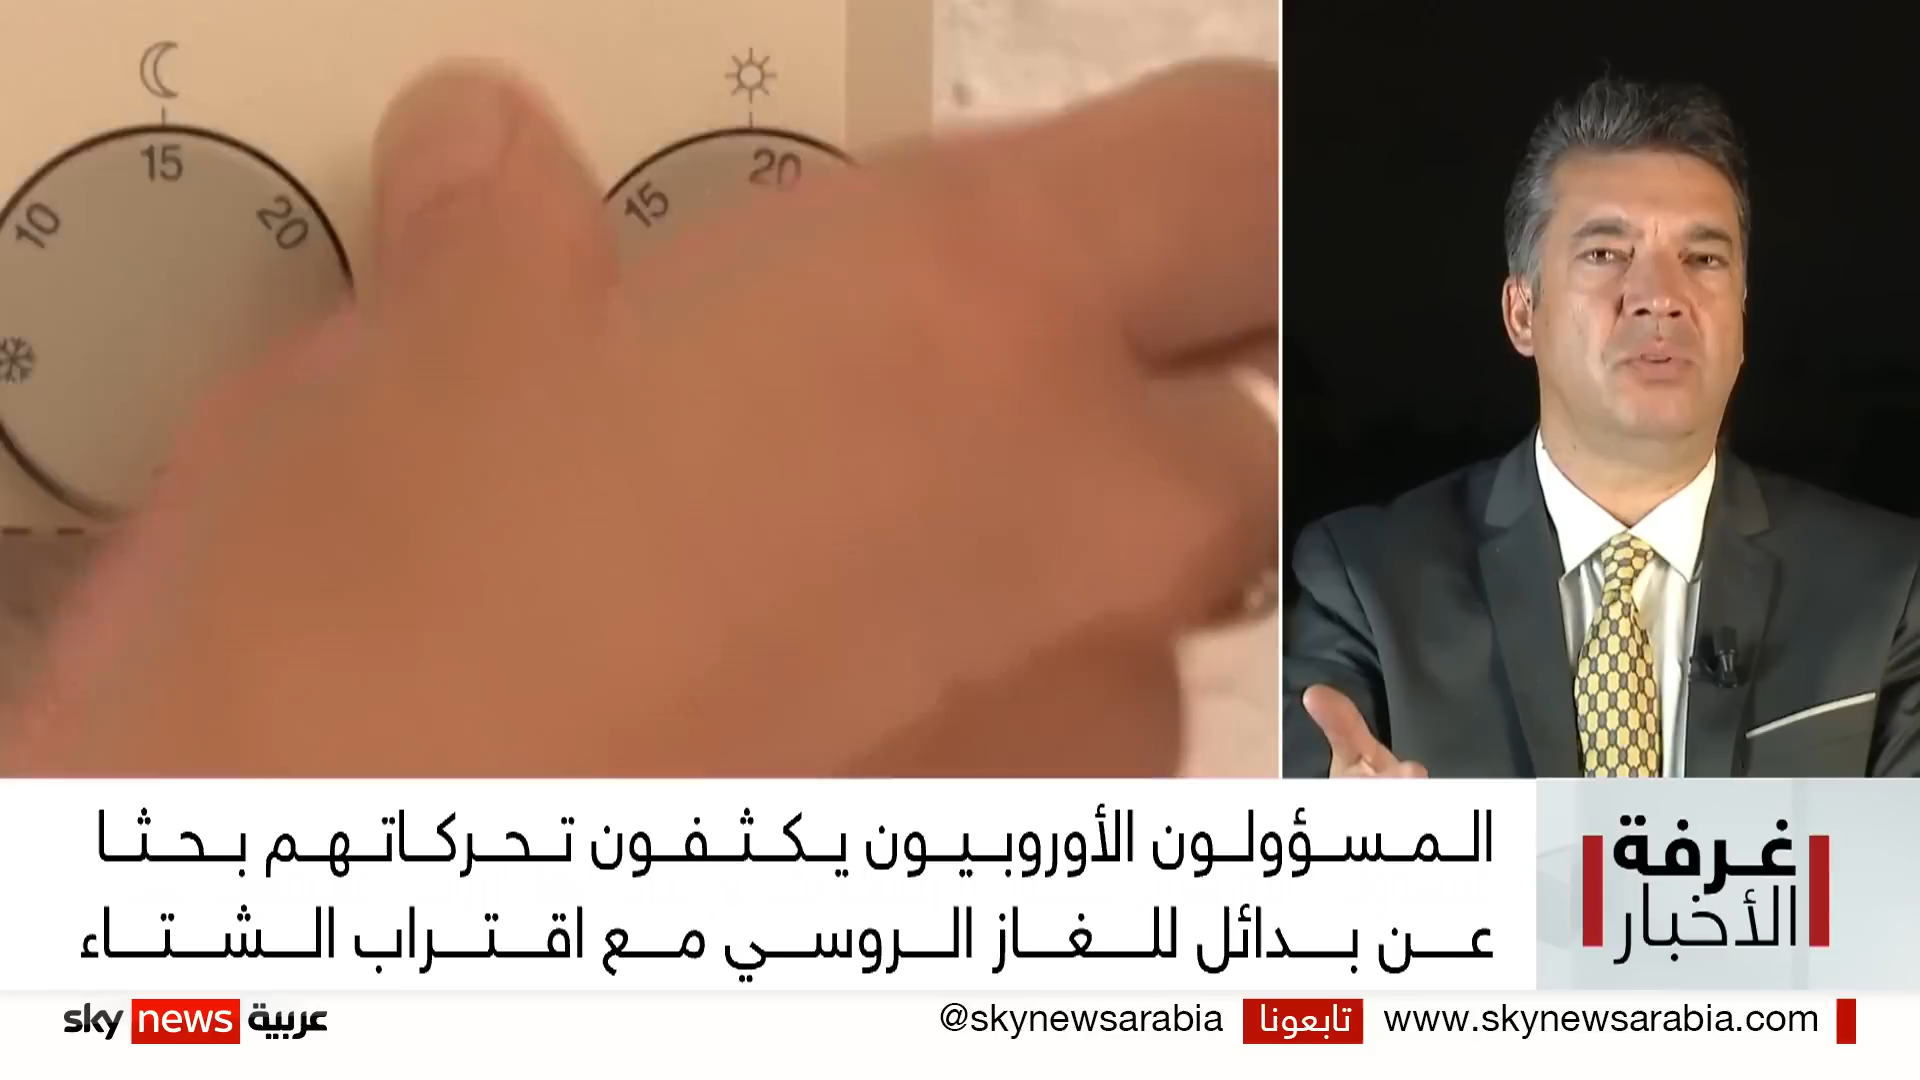 15
20
10
20
15
المسؤولون الأوروبيون يكثفون تحركاتهم بحثا
عن بدائل للغاز الروسي مع اقتراب الشتاء
غرفة
الأخبار
sky news عربية
@skynewsarabia تابعونا www.skynewsarabia.com